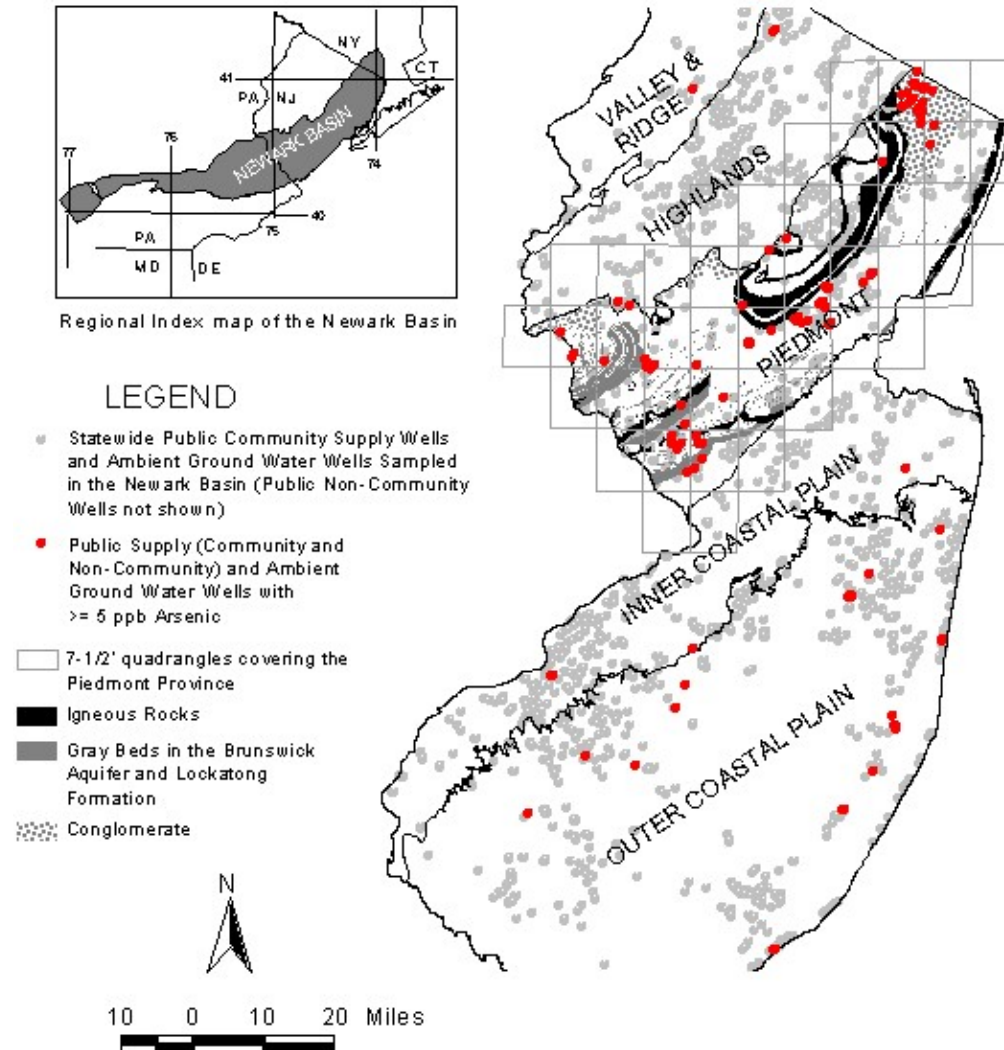 NY
CT
41
PA
NJ
NEWARK BASIN
77
76
74
40
75
PA
MD
DE
Regional Index map of the Newark Basin
LEGEND
Statewide Public Community Supply Wells
and Ambient Ground Water Wells Sampled
in the Newark Basin (Public Non-Community
Wells not shown)
Public Supply (Community and
Non-Community) and Ambient
Ground Water Wells with
>= 5 ppb Arsenic
7-1/2' quadrangles covering the
Piedmont Province
Igneous Rocks
Gray Beds in the Brunswick
Aquifer and Lockatong
Formation
Conglomerate
N
10 0 10 20 Miles
VALLEY &
RIDGE
HIGHLANDS
PIEDMONT
INNER COASTAL PLAIN
OUTER COASTAL PLAIN